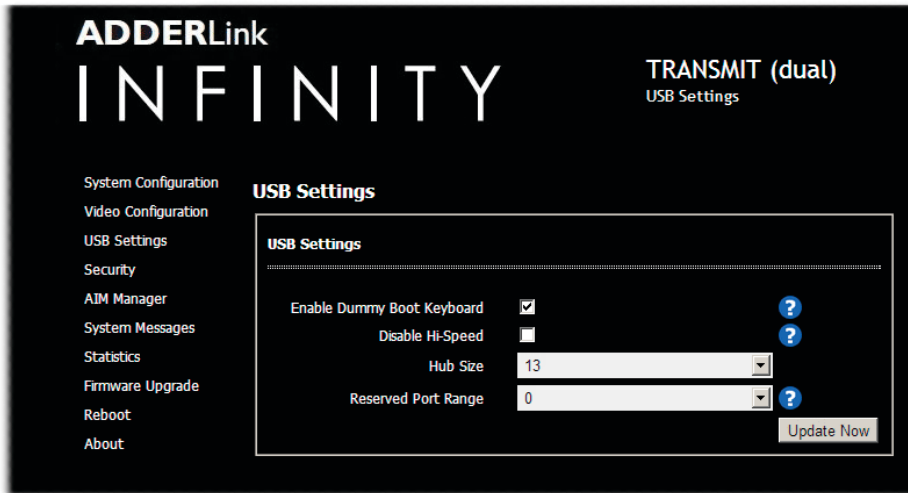 ADDERLink
INFINITY
TRANSMIT (dual)
USB Settings
System Configuration
Video Configuration
USB Settings
Security
AIM Manager
System Messages
Statistics
Firmware Upgrade
Reboot
About
USB Settings
USB Settings
Enable Dummy Boot Keyboard
?
Disable Hi-Speed
?
Hub Size 13
Reserved Port Range 0
?
Update Now